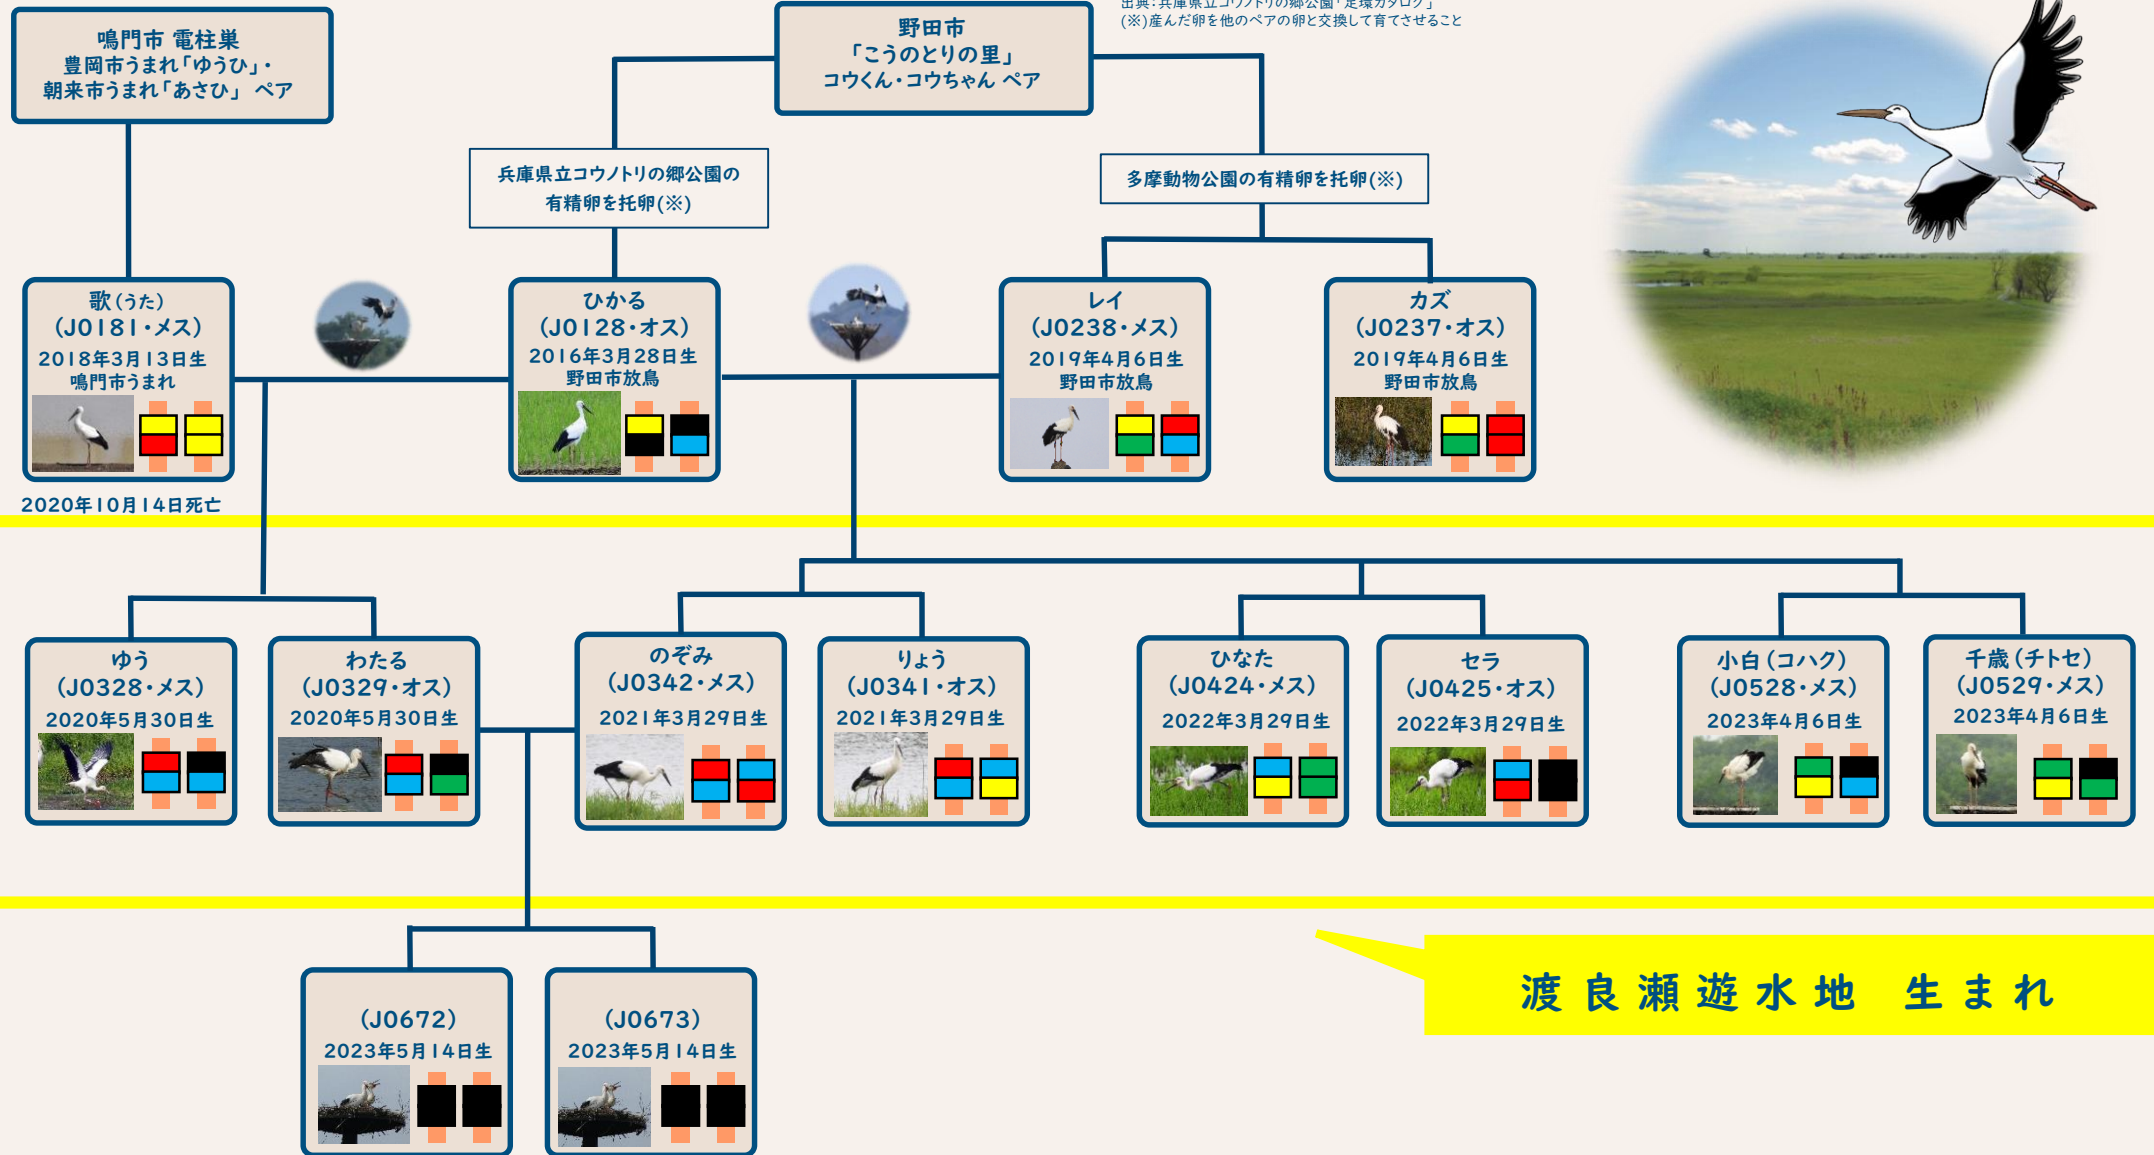 出典:兵庫県立コウノトリの郷公園「足環カタログ」
(※)産んだ卵を他のペアの卵と交換して育てさせること
鳴門市 電柱巣
豊岡市うまれ「ゆうひ」・
朝来市うまれ「あさひ」 ペア
野田市
「こうのとりの里」
コウくん・コウちゃん ペア
兵庫県立コウノトリの郷公園の
有精卵を托卵(※)
多摩動物公園の有精卵を托卵(※)
歌(うた)
(J0181・メス)
2018年3月13日生
鳴門市うまれ
2020年10月14日死亡
ひかる
(J0128・オス)
2016年3月28日生
野田市放鳥
レイ
(J0238・メス)
2019年4月6日生
野田市放鳥
カズ
(J0237・オス)
2019年4月6日生
野田市放鳥
ゆう
(J0328・メス)
2020年5月30日生
わたる
(J0329・オス)
2020年5月30日生
のぞみ
(J0342・メス)
2021年3月29日生
りょう
(J0341・オス)
2021年3月29日生
ひなた
(J0424・メス)
2022年3月29日生
セラ
(J0425・オス)
2022年3月29日生
小白(コハク)
(J0528・メス)
2023年4月6日生
千歳(チトセ)
(J0529・メス)
2023年4月6日生
(J0672)
2023年5月14日生
(J0673)
2023年5月14日生
渡良瀬遊水地 生まれ